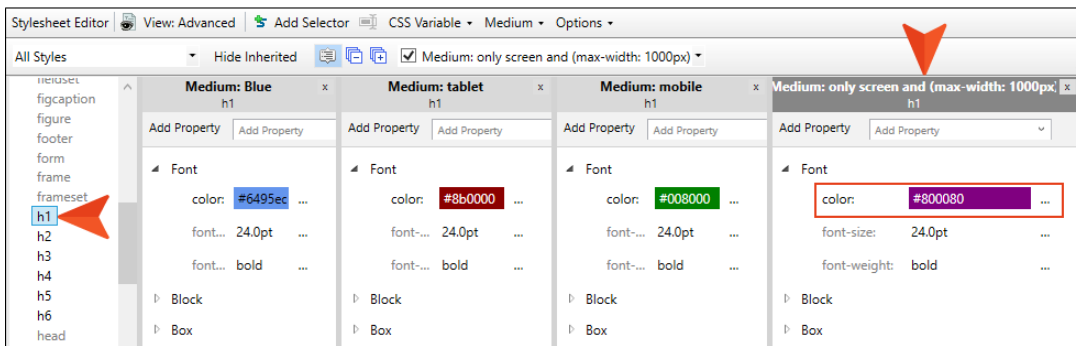 Stylesheet Editor View: Advanced Add Selector CSS Variable Medium Options
All Styles Hide Inherited Medium: only screen and (max-width: 1000px)
fieldset
figcaption
figure
footer
form
frame
frameset
h1
h2
h3
h4
h5
h6
head
Medium: Blue x
h1
Add Property Add Property
Font
color: #6495ec ...
font... 24.0pt ...
font... bold ...
Block
Box
Medium: tablet x
h1
Add Property Add Property
Font
color: #8b0000 ...
font-... 24.0pt ...
font-... bold ...
Block
Box
Medium: mobile x
h1
Add Property Add Property
Font
color: #008000 ...
font-... 24.0pt ...
font-... bold ...
Block
Box
Medium: only screen and (max-width: 1000px) x
h1
Add Property Add Property
Font
color: #800080 ...
font-size: 24.0pt ...
font-weight: bold ...
Block
Box